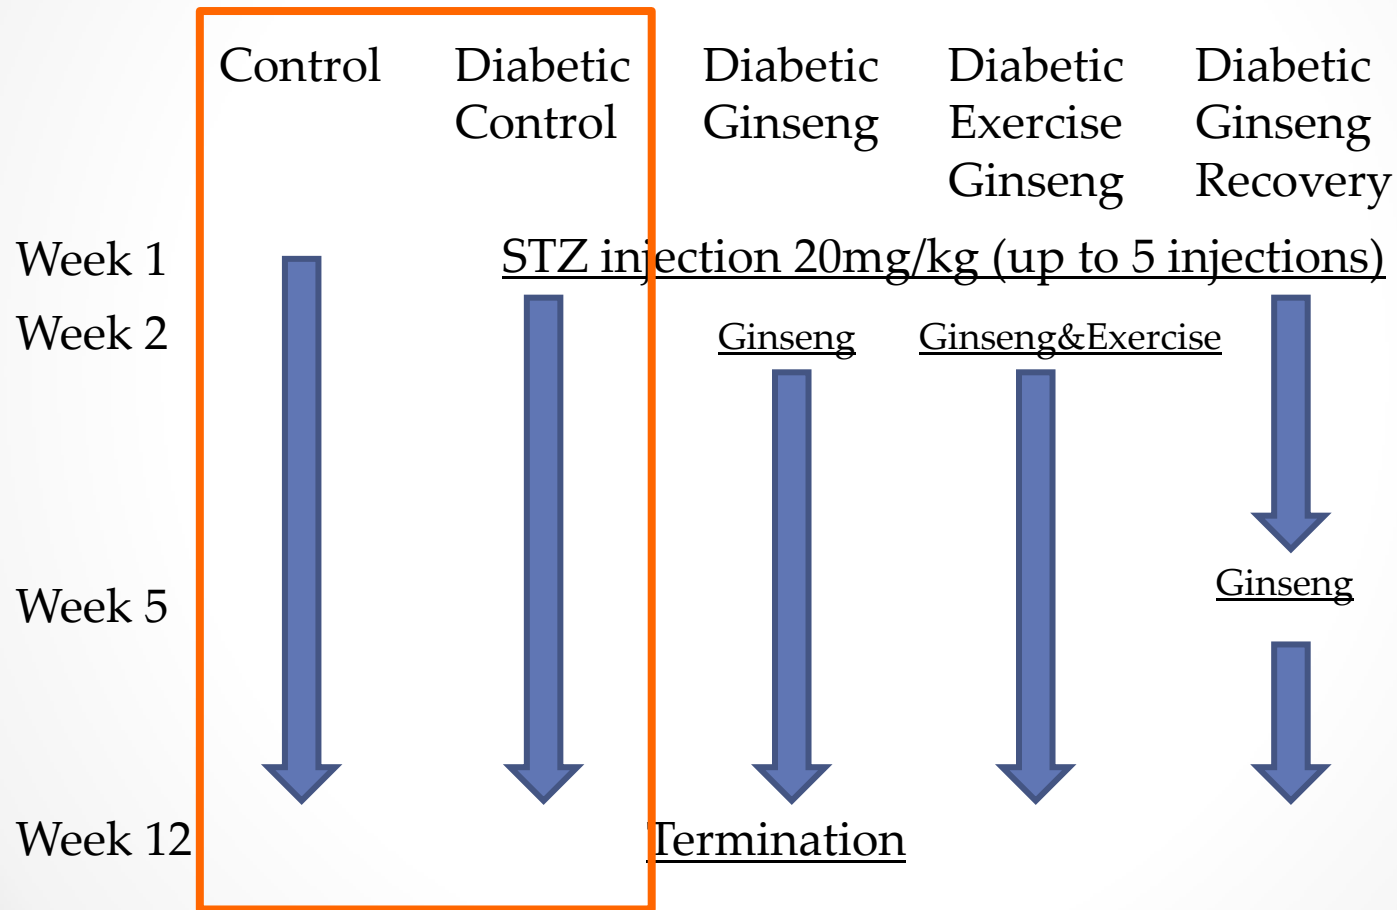 Control
Diabetic
Control
Diabetic
Ginseng
Diabetic
Exercise
Ginseng
Diabetic
Ginseng
Recovery
Week 1
STZ injection 20mg/kg (up to 5 injections)
Week 2
Ginseng
Ginseng&Exercise
Week 5
Ginseng
Week 12
Termination